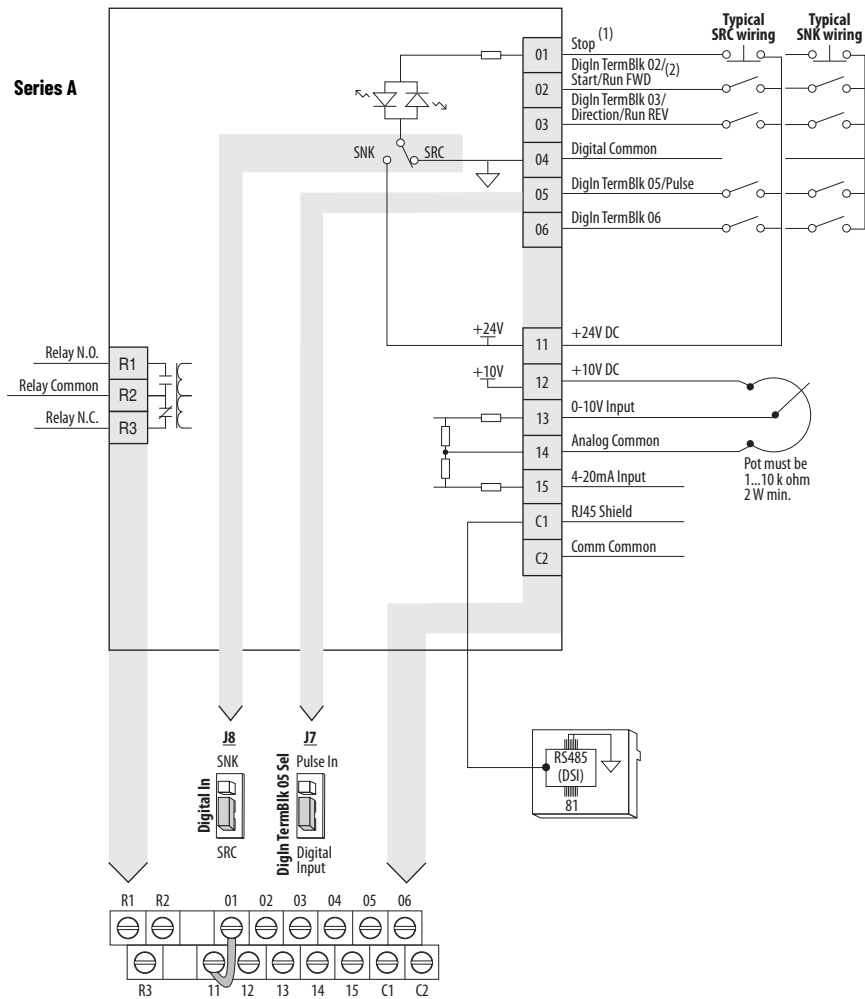 Series A
Typical
SRC wiring
Typical
SNK wiring
01
Stop (1)
02
DigIn TermBlk 02/
Start/Run FWD (2)
03
DigIn TermBlk 03/
Direction/Run REV
SNK
SRC
04
Digital Common
05
DigIn TermBlk 05/Pulse
06
DigIn TermBlk 06
+24V
11
+24V DC
+10V
12
+10V DC
13
0-10V Input
14
Analog Common
15
4-20mA Input
C1
RJ45 Shield
C2
Comm Common
Pot must be
1...10 k ohm
2 W min.
Relay N.O.
R1
Relay Common
R2
Relay N.C.
R3
J8
SNK
Digital In
SRC
J7
Pulse In
DigIn TermBlk 05 Sel
Digital
Input
RS485
(DSI)
81
R1 R2 01 02 03 04 05 06
R3 11 12 13 14 15 C1 C2